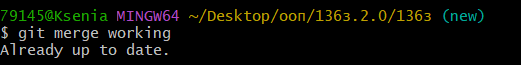 79145@Ksenia MINGW64 ~/Desktop/ооп/136з.2.0/136з (new)
$ git merge working
Already up to date.